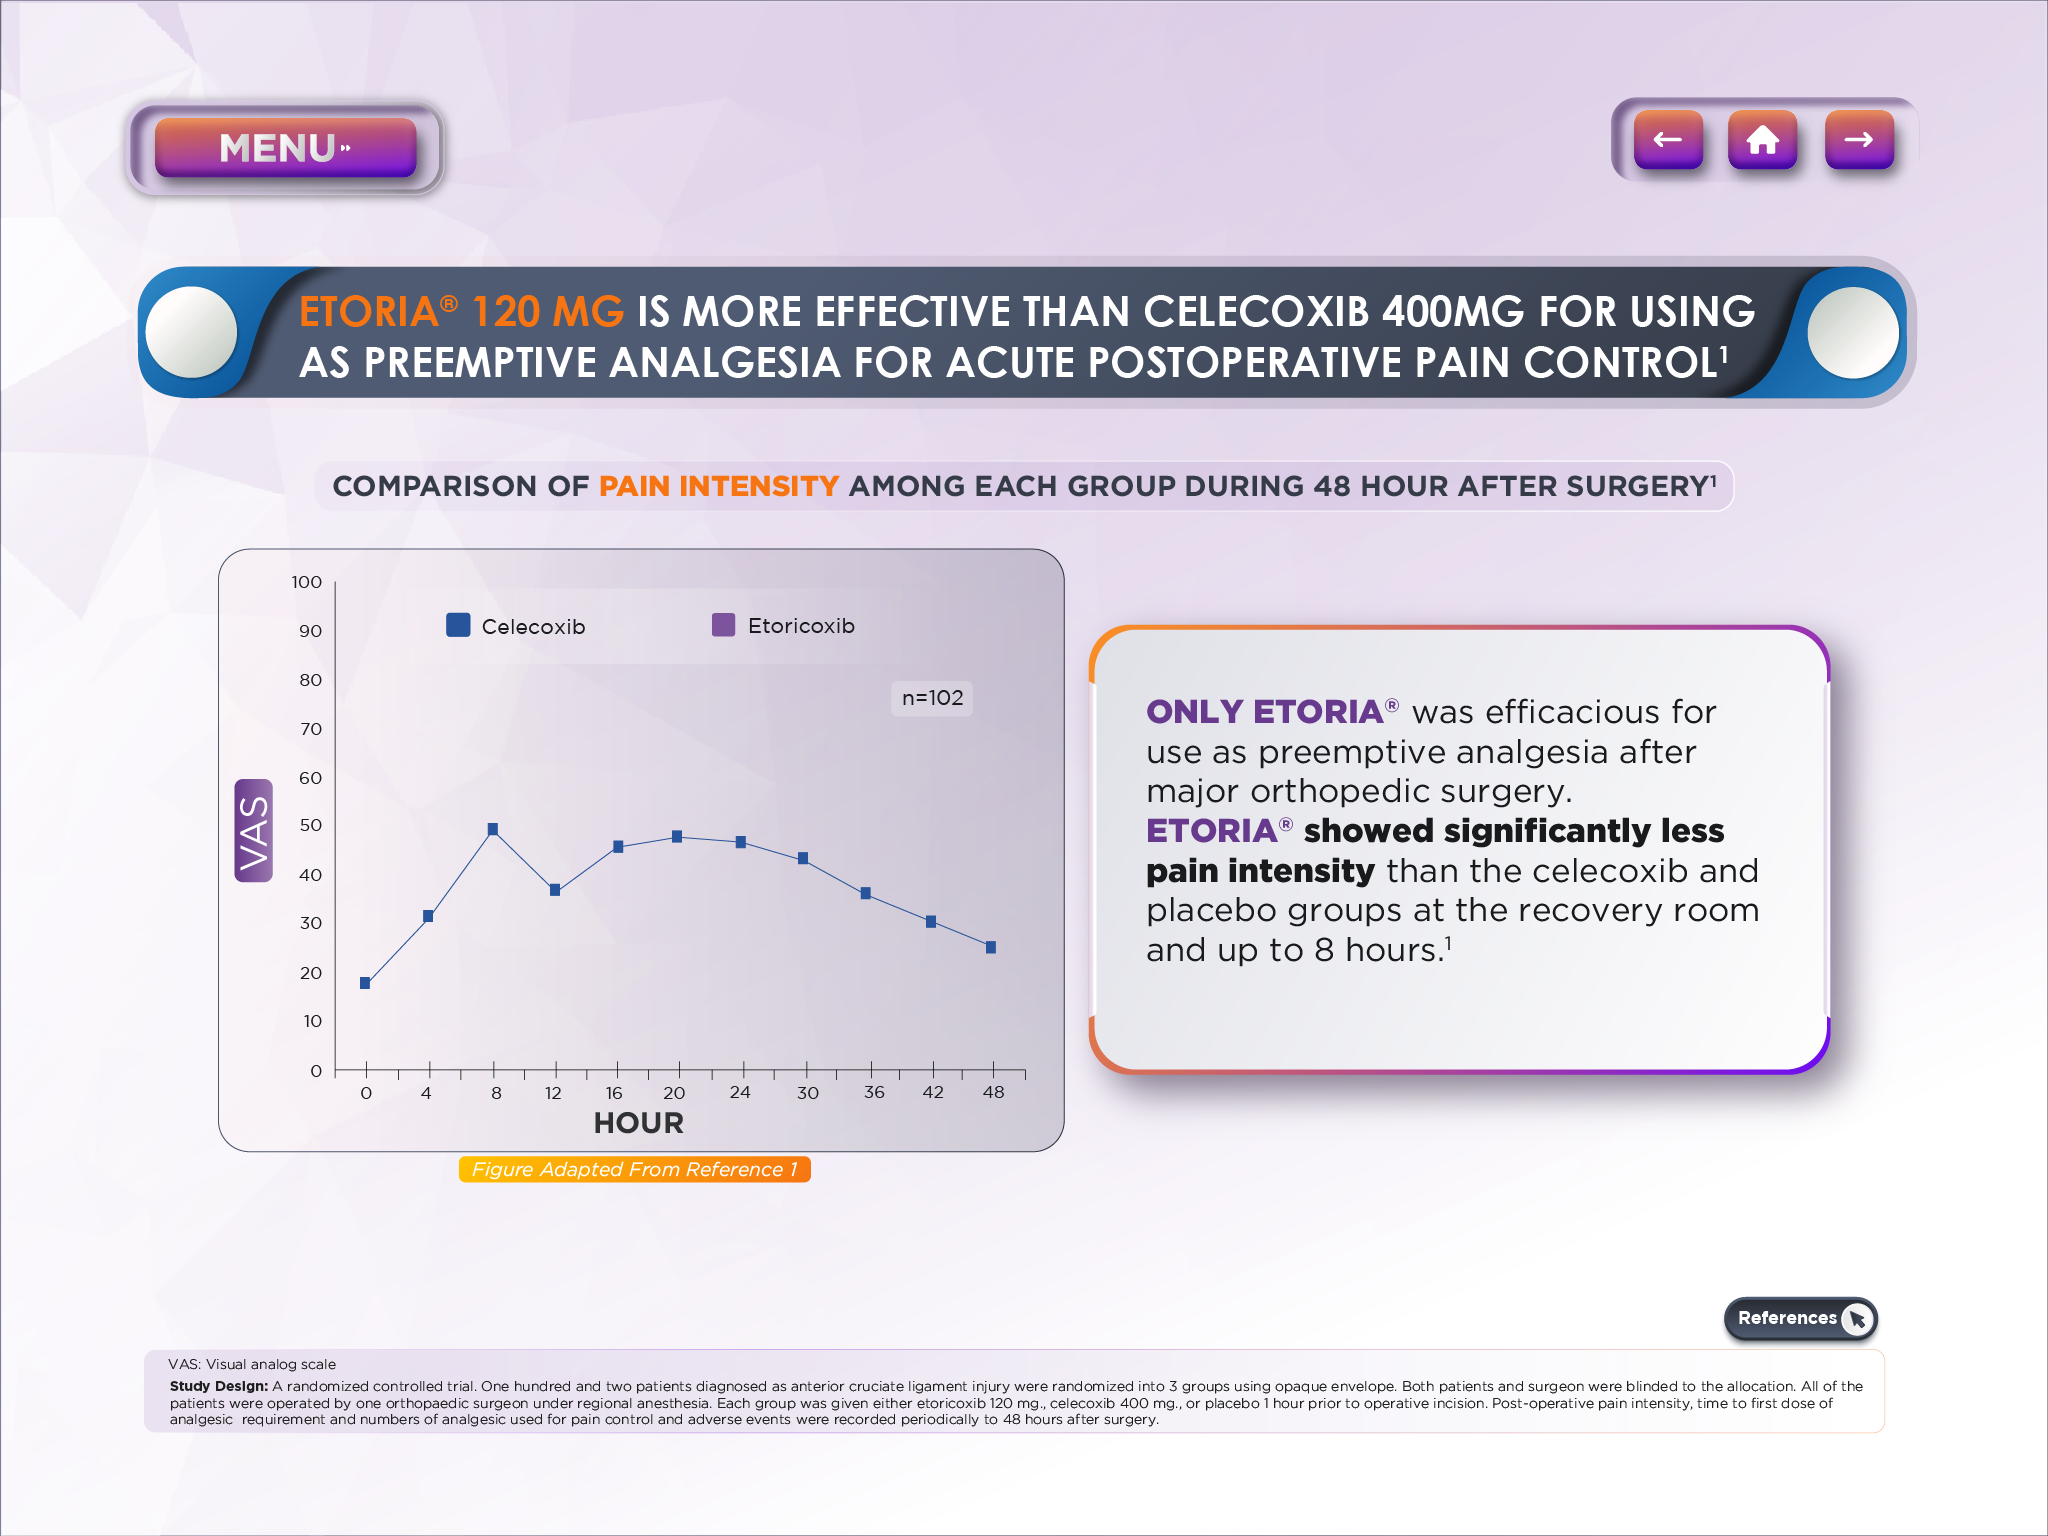 MENU»
ETORIA® 120 MG IS MORE EFFECTIVE THAN CELECOXIB 400MG FOR USING
AS PREEMPTIVE ANALGESIA FOR ACUTE POSTOPERATIVE PAIN CONTROL¹
COMPARISON OF PAIN INTENSITY AMONG EACH GROUP DURING 48 HOUR AFTER SURGERY¹
100
90
80
70
60
50
40
30
20
10
0
VAS
Celecoxib
Etoricoxib
n=102
0 4 8 12 16 20 24 30 36 42 48
HOUR
Figure Adapted From Reference 1
ONLY ETORIA® was efficacious for
use as preemptive analgesia after
major orthopedic surgery.
ETORIA® showed significantly less
pain intensity than the celecoxib and
placebo groups at the recovery room
and up to 8 hours.¹
References
VAS: Visual analog scale
Study Design: A randomized controlled trial. One hundred and two patients diagnosed as anterior cruciate ligament injury were randomized into 3 groups using opaque envelope. Both patients and surgeon were blinded to the allocation. All of the
patients were operated by one orthopaedic surgeon under regional anesthesia. Each group was given either etoricoxib 120 mg., celecoxib 400 mg., or placebo 1 hour prior to operative incision. Post-operative pain intensity, time to first dose of
analgesic requirement and numbers of analgesic used for pain control and adverse events were recorded periodically to 48 hours after surgery.